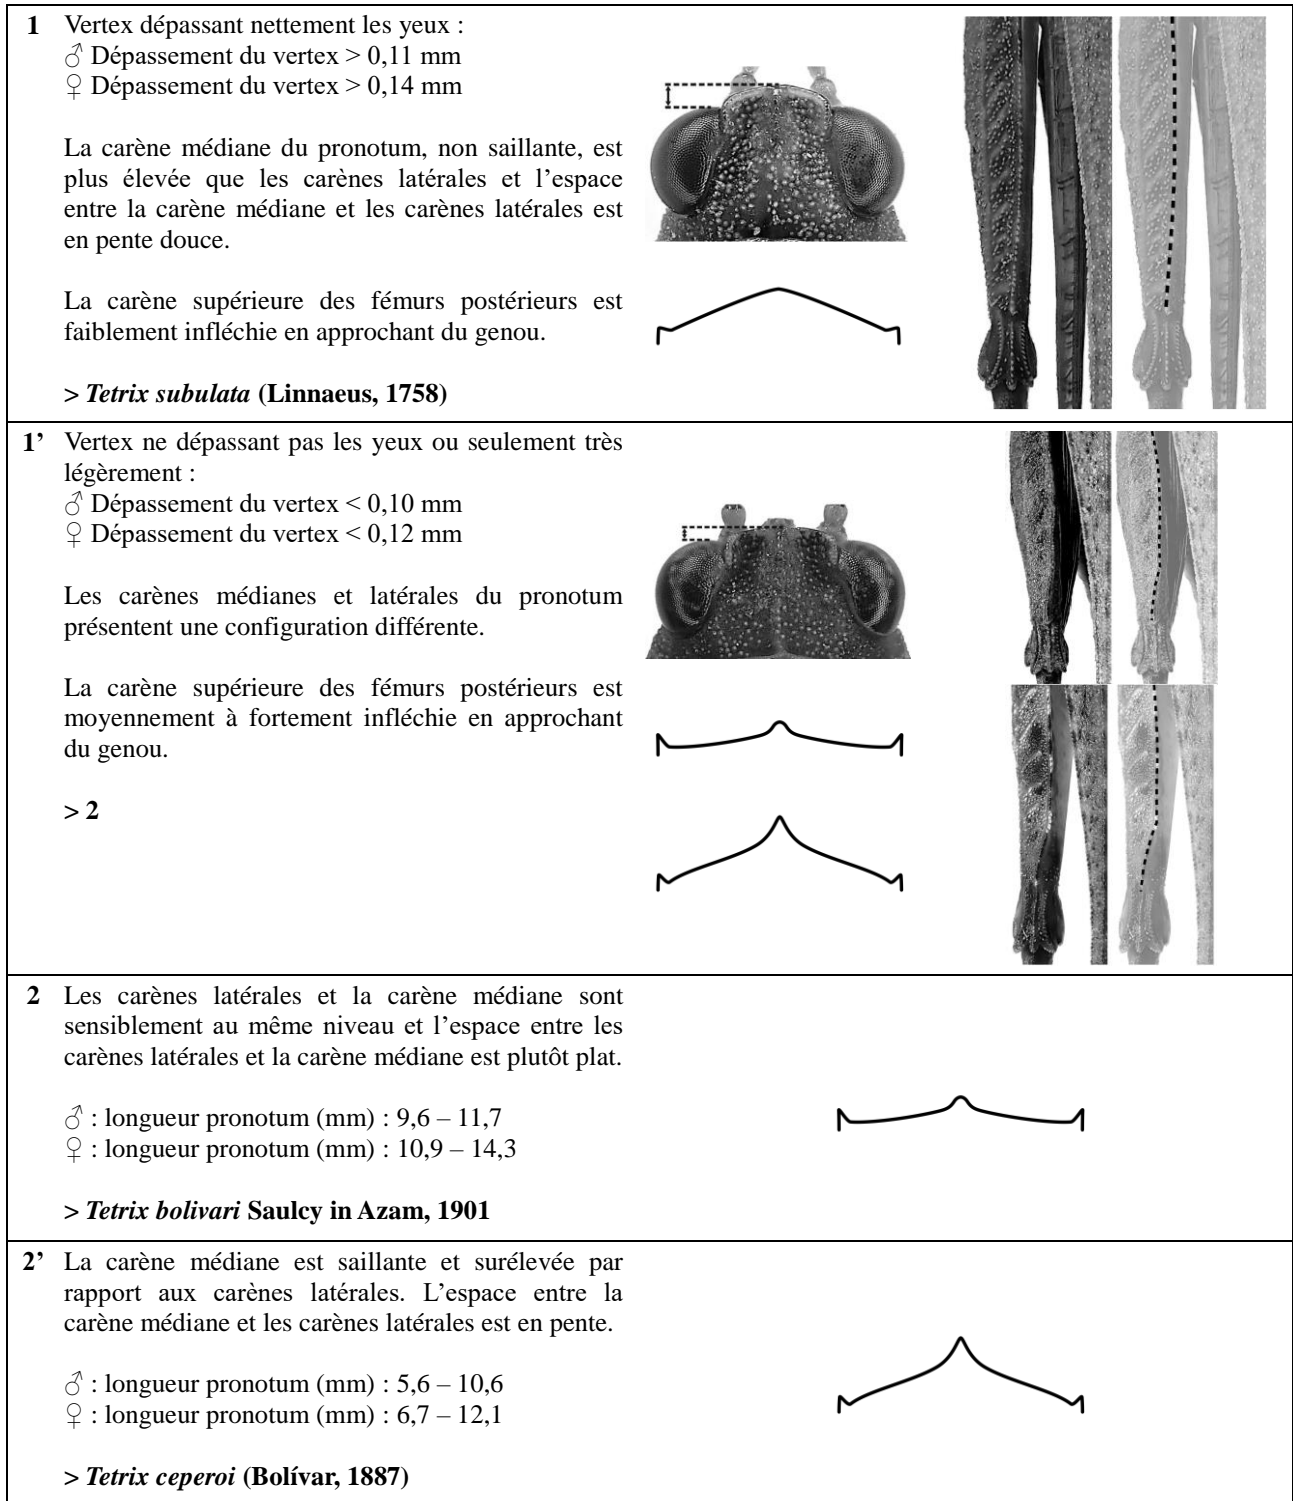 1 Vertex dépassant nettement les yeux :
♂ Dépassement du vertex > 0,11 mm
♀ Dépassement du vertex > 0,14 mm
La carène médiane du pronotum, non saillante, est
plus élevée que les carènes latérales et l’espace
entre la carène médiane et les carènes latérales est
en pente douce.
La carène supérieure des fémurs postérieurs est
faiblement infléchie en approchant du genou.
> Tetrix subulata (Linnaeus, 1758)
1’ Vertex ne dépassant pas les yeux ou seulement très
légèrement :
♂ Dépassement du vertex < 0,10 mm
♀ Dépassement du vertex < 0,12 mm
Les carènes médianes et latérales du pronotum
présentent une configuration différente.
La carène supérieure des fémurs postérieurs est
moyennement à fortement infléchie en approchant
du genou.
> 2
2 Les carènes latérales et la carène médiane sont
sensiblement au même niveau et l’espace entre les
carènes latérales et la carène médiane est plutôt plat.
♂ : longueur pronotum (mm) : 9,6 – 11,7
♀ : longueur pronotum (mm) : 10,9 – 14,3
> Tetrix bolivari Saulcy in Azam, 1901
2’ La carène médiane est saillante et surélevée par
rapport aux carènes latérales. L’espace entre la
carène médiane et les carènes latérales est en pente.
♂ : longueur pronotum (mm) : 5,6 – 10,6
♀ : longueur pronotum (mm) : 6,7 – 12,1
> Tetrix ceperoi (Bolívar, 1887)